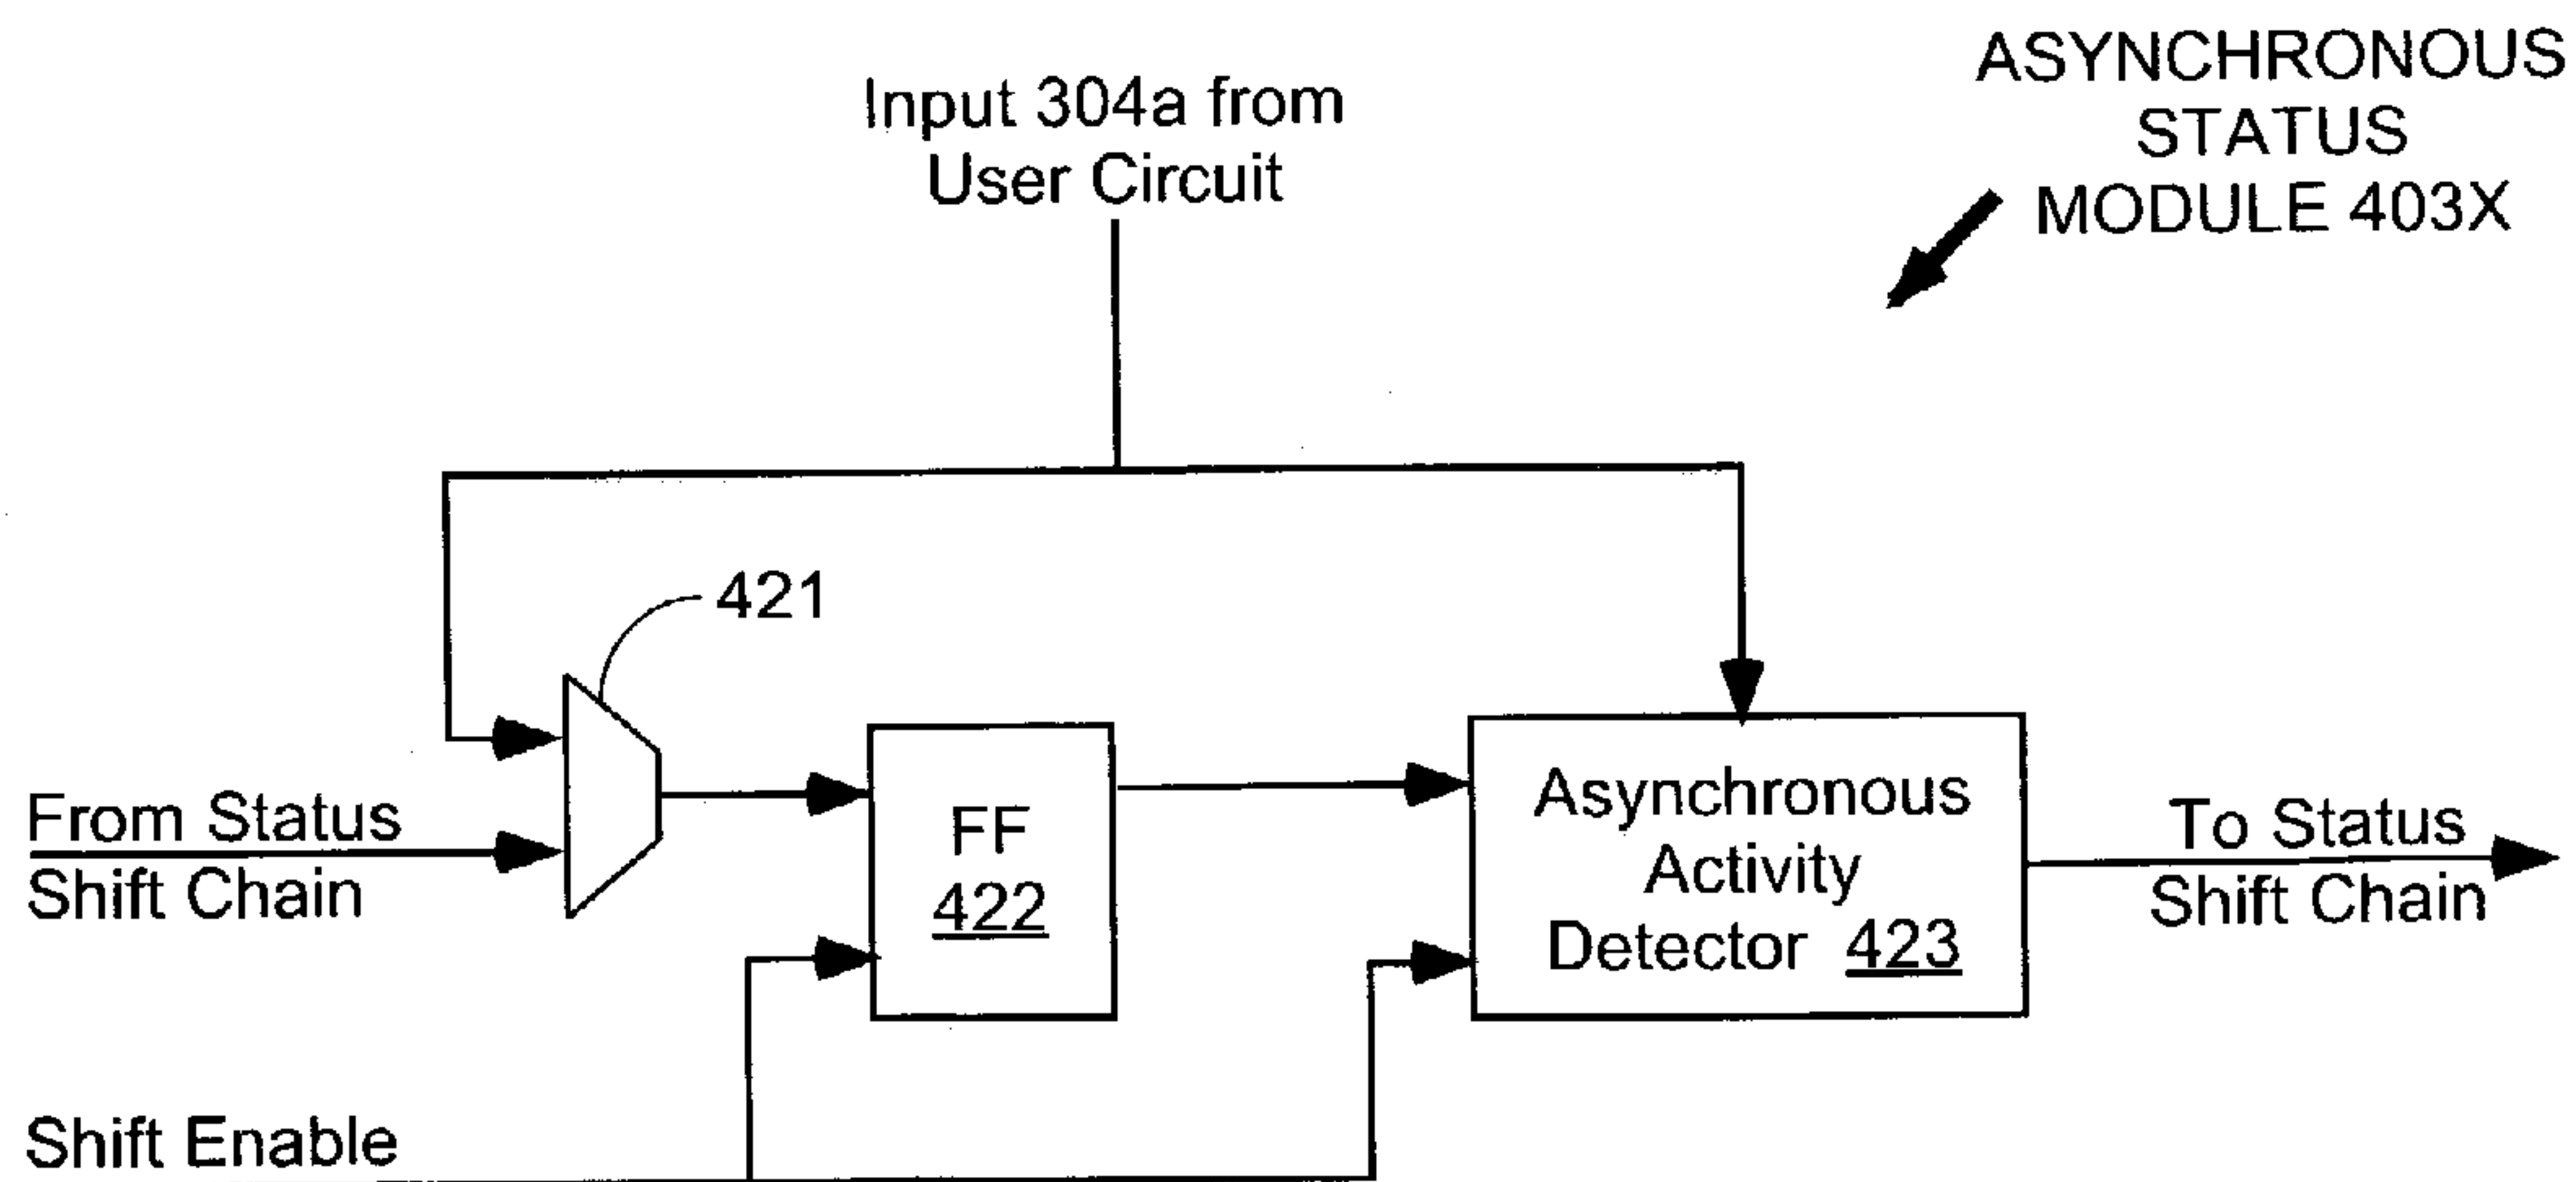 ASYNCHRONOUS
STATUS
MODULE 403X
Input 304a from
User Circuit
421
From Status
Shift Chain
FF
422
Asynchronous
Activity
Detector 423
To Status
Shift Chain
Shift Enable